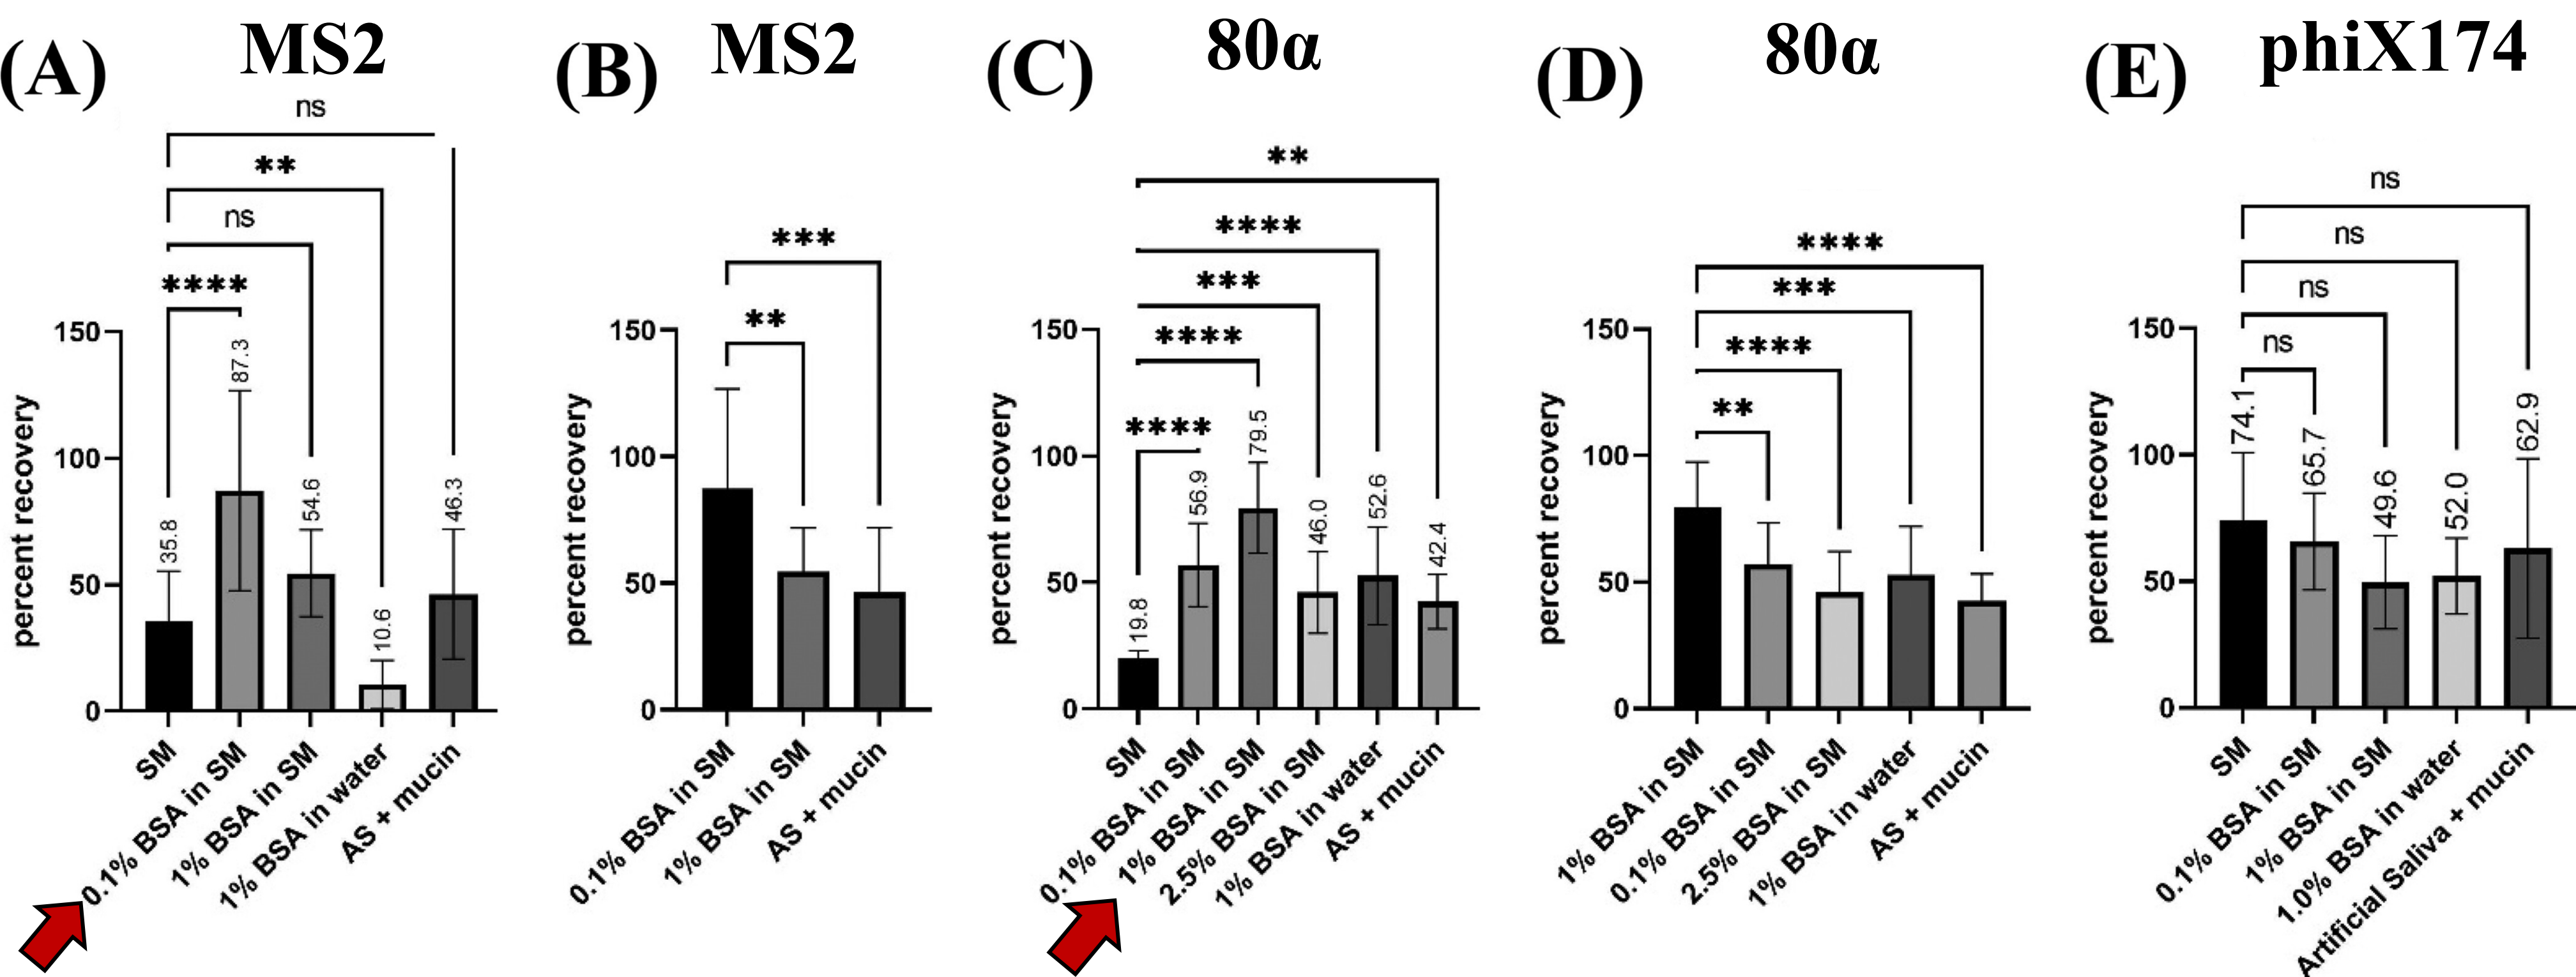 (A) MS2
ns
**
ns
****
150
100
50
0
percent recovery
35.8
87.3
54.6
10.6
46.3
SM
0.1% BSA in SM
1% BSA in SM
1% BSA in water
AS + mucin
(B) MS2
***
**
150
100
50
0
percent recovery
0.1% BSA in SM
1% BSA in SM
AS + mucin
(C) 80α
**
****
***
****
****
150
100
50
0
percent recovery
19.8
56.9
79.5
46.0
52.6
42.4
SM
0.1% BSA in SM
1% BSA in SM
2.5% BSA in SM
1% BSA in water
AS + mucin
(D) 80α
****
***
****
**
150
100
50
0
percent recovery
1% BSA in SM
0.1% BSA in SM
2.5% BSA in SM
1% BSA in water
AS + mucin
(E) phiX174
ns
ns
ns
ns
150
100
50
0
percent recovery
74.1
65.7
49.6
52.0
62.9
SM
0.1% BSA in SM
1% BSA in SM
1.0% BSA in water
Artificial Saliva + mucin